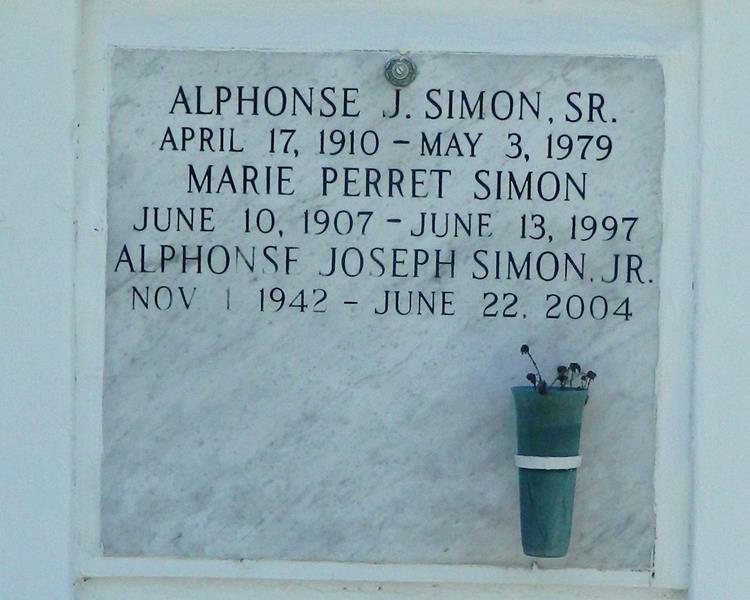 ALPHONSE J. SIMON, SR.
APRIL 17, 1910 – MAY 3, 1979
MARIE PERRET SIMON
JUNE 10, 1907 – JUNE 13, 1997
ALPHONSE JOSEPH SIMON, JR.
NOV 1 1942 – JUNE 22, 2004